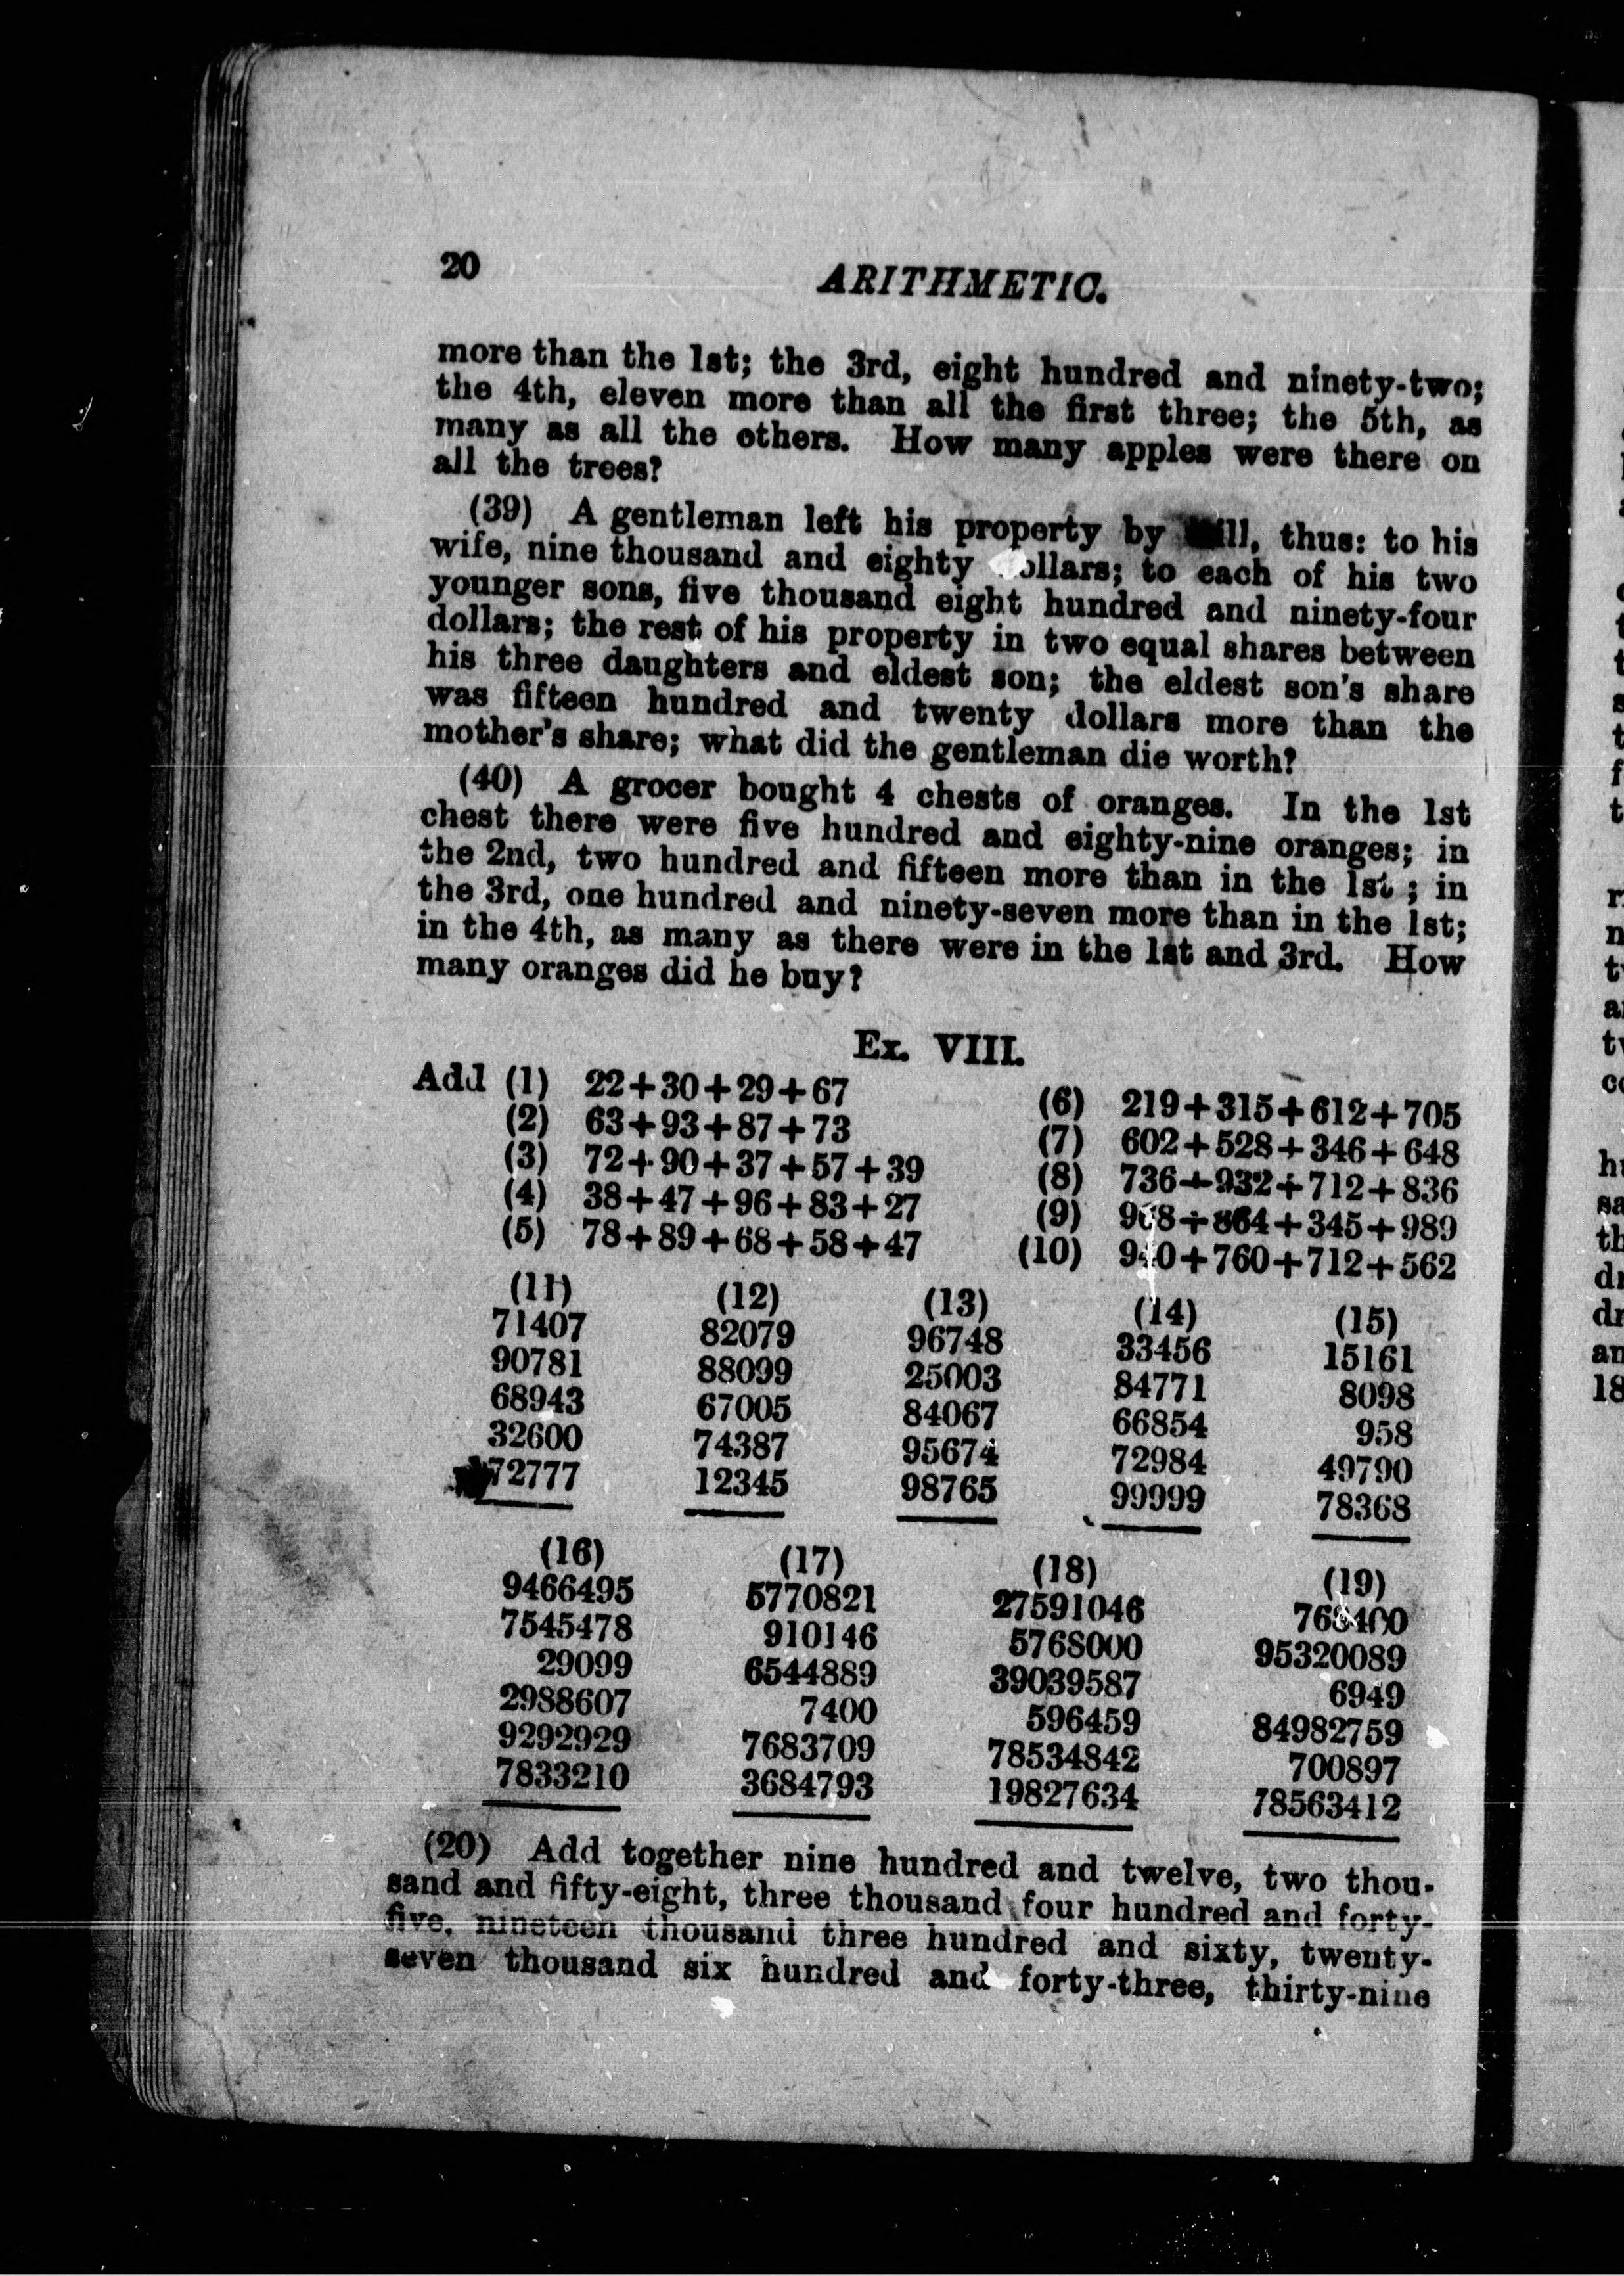 20
ARITHMETIC.
more than the 1st; the 3rd, eight hundred and ninety-two;
the 4th, eleven more than all the first three; the 5th, as
many as all the others. How many apples were there on
all the trees?
(39) A gentleman left his property by thus: to his
wife, nine thousand and eighty to each of his two
younger sons, five thousand eight hundred and ninety-four
dollars; the rest of his property in two equal shares between
his three daughters and eldest son; the eldest son's share
was fifteen hundred and twenty dollars more than the
mother's share; what did the gentleman die worth?
(40) A grocer bought 4 chests of oranges. In the 1st
chest there were five hundred and eighty-nine oranges; in
the 2nd, two hundred and fifteen more than in the 1st; in
the 3rd, one hundred and ninety-seven more than in the 1st;
in the 4th, as many as there were in the 1st and 3rd. How
many oranges did he buy?
Ex. VIII.
Add (1) 22+30+29+67 (6) 219+315+612+705
(2) 63+93+87+73 (7) 602+528+346+648
(3) 72+90+37+57+39 (8) 736+932+712+836
(4) 38+47+96+83+27 (9) +864+345+989
(5) 78+89+68+58+47 (10) +760+712+562
(11) (12) (13) (14) (15)
71407 82079 96748 33456 15161
90781 88099 25003 84771 8098
68943 67005 84067 66854 958
32600 74387 95674 72984 49790
72777 12345 98765 99999 78368
(16) (17) (18) (19)
9466495 5770821 27591046
7545478 910146 5768000 95320089
29099 6544889 39039587 6949
2988607 7400 596459 84982759
9292929 7683709 78534842 700897
7833210 3684793 19827634 78563412
(20) Add together nine hundred and twelve, two thou-
sand and fifty-eight, three thousand four hundred and forty-
five, nineteen thousand three hundred and sixty, twenty-
seven thousand six hundred and forty-three, thirty-nine